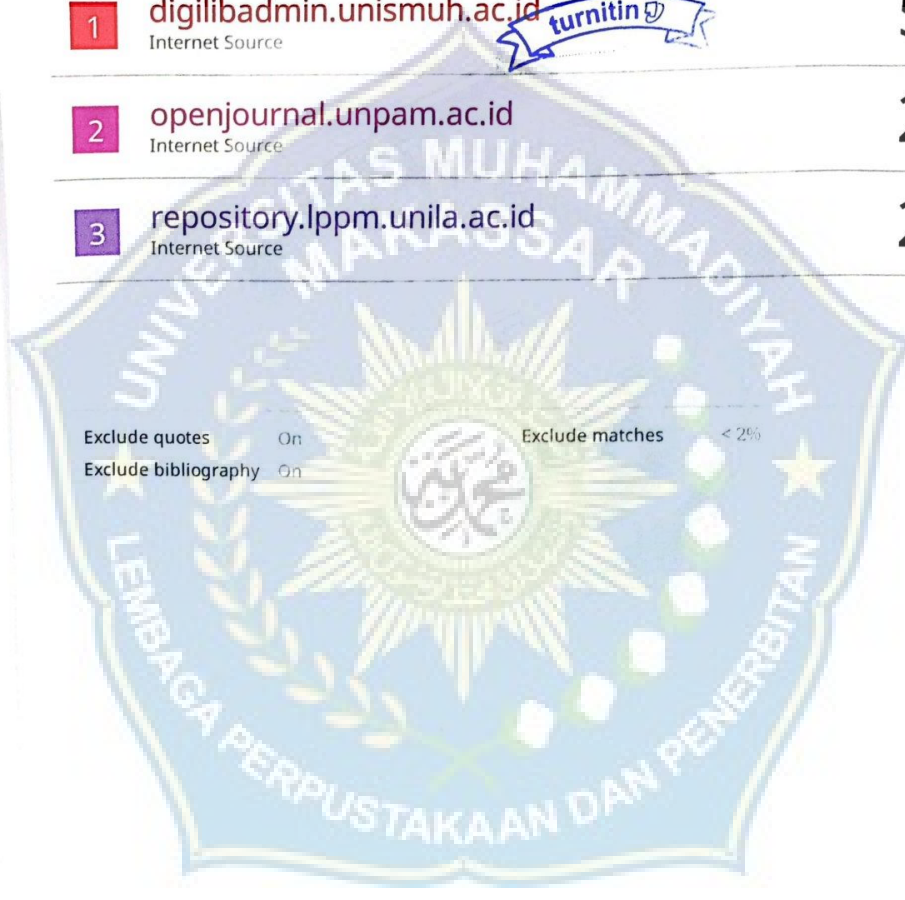 1 digilibadmin.unismuh.ac.id
Internet Source
turnitin
2 openjournal.unpam.ac.id
Internet Source
3 repository.lppm.unila.ac.id
Internet Source
UNIVERSITAS MUHAMMADIYAH
MAKASSAR
Exclude quotes On
Exclude matches < 2%
Exclude bibliography On
محمد
LEMBAGA PERPUSTAKAAN DAN PENERBITAN